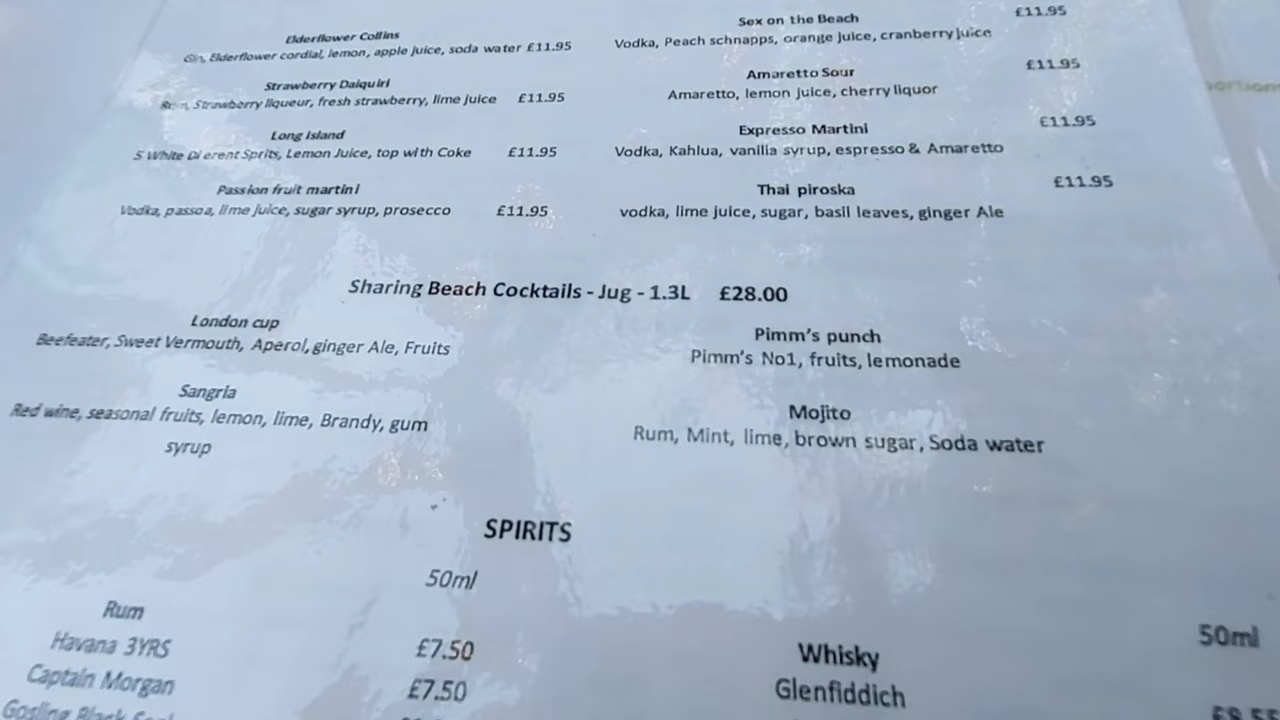 Elderflower Collins
Gin, Elderflower cordial, lemon, apple juice, soda water £11.95
Strawberry Daiquiri
Rum, Strawberry liqueur, fresh strawberry, lime juice £11.95
Long Island
5 White Di erent Sprits, Lemon Juice, top with Coke £11.95
Passion fruit martini
Vodka, passoa, lime juice, sugar syrup, prosecco £11.95
Sex on the Beach £11.95
Vodka, Peach schnapps, orange juice, cranberry juice
Amaretto Sour £11.95
Amaretto, lemon juice, cherry liquor
Expresso Martini £11.95
Vodka, Kahlua, vanilla syrup, espresso & Amaretto
Thai piroska £11.95
vodka, lime juice, sugar, basil leaves, ginger Ale
Sharing Beach Cocktails - Jug - 1.3L £28.00
London cup
Beefeater, Sweet Vermouth, Aperol, ginger Ale, Fruits
Sangria
Red wine, seasonal fruits, lemon, lime, Brandy, gum
syrup
Pimm's punch
Pimm's No1, fruits, lemonade
Mojito
Rum, Mint, lime, brown sugar, Soda water
SPIRITS
50ml
Rum
Havana 3YRS £7.50
Captain Morgan £7.50
Gosling Black
50ml
Whisky
Glenfiddich